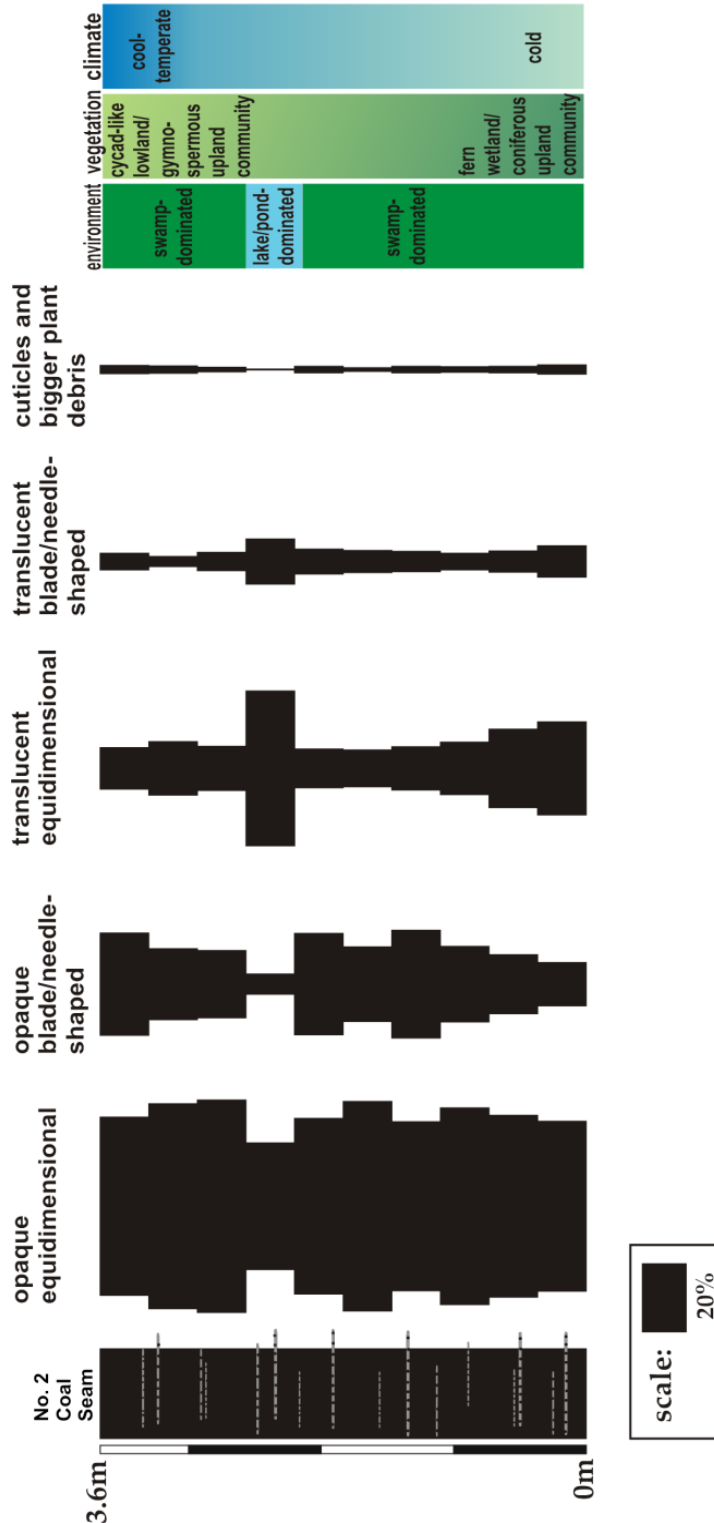 No. 2
Coal
Seam
opaque
equidimensional
opaque
blade/needle-
shaped
translucent
equidimensional
translucent
blade/needle-
shaped
cuticles and
bigger plant
debris
environment
vegetation
climate
swamp-
dominated
lake/pond-
dominated
swamp-
dominated
cycad-like
lowland/
gymno-
spermous
upland
community
fern
wetland/
coniferous
upland
community
cool-
temperate
cold
3.6m
0m
scale:
20%